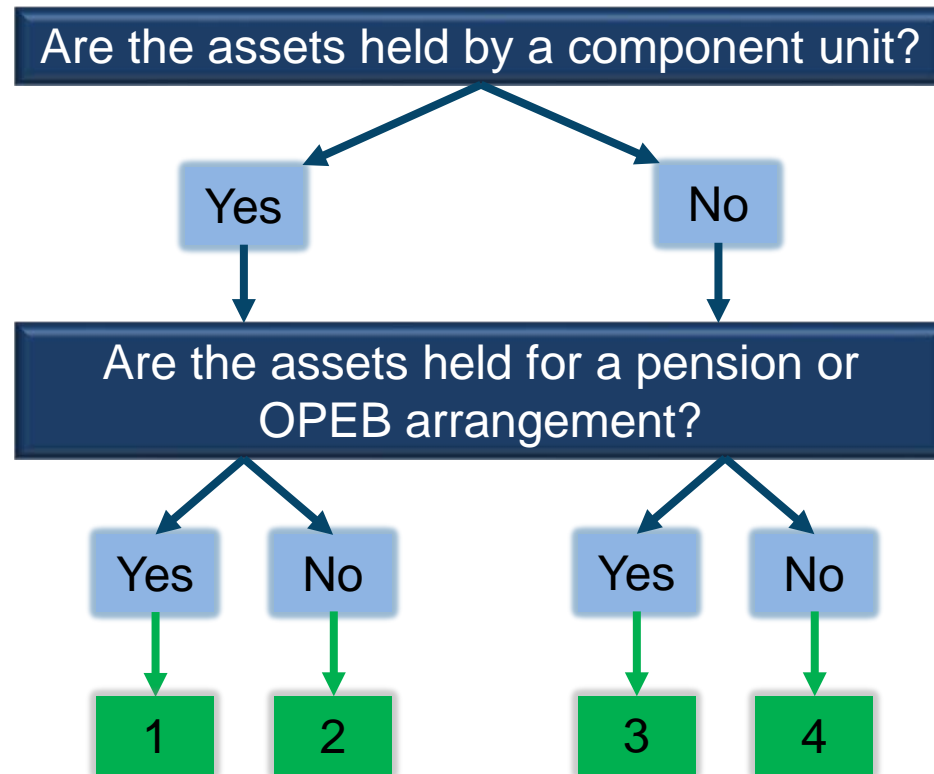 Are the assets held by a component unit?
Yes
No
Are the assets held for a pension or
OPEB arrangement?
Yes
No
Yes
No
1
2
3
4